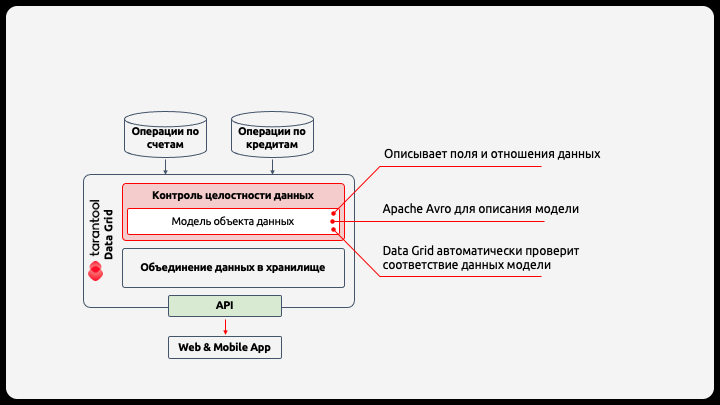 Операции по
счетам
Операции по
кредитам
Описывает поля и отношения данных
Контроль целостности данных
Модель объекта данных
Apache Avro для описания модели
tarantool
Data Grid
Data Grid автоматически проверит
соответствие данных модели
Объединение данных в хранилище
API
Web & Mobile App